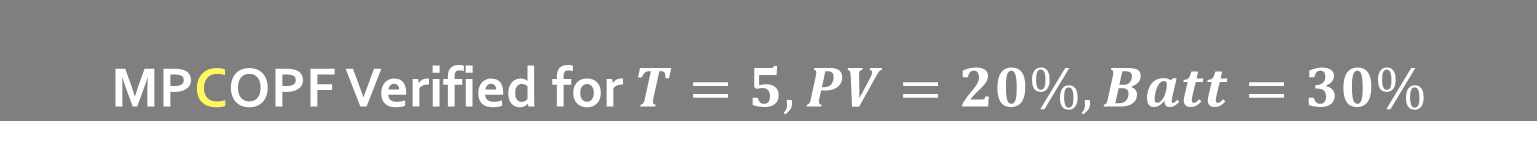 MPCOPF Verified for T = 5, PV = 20%, Batt = 30%